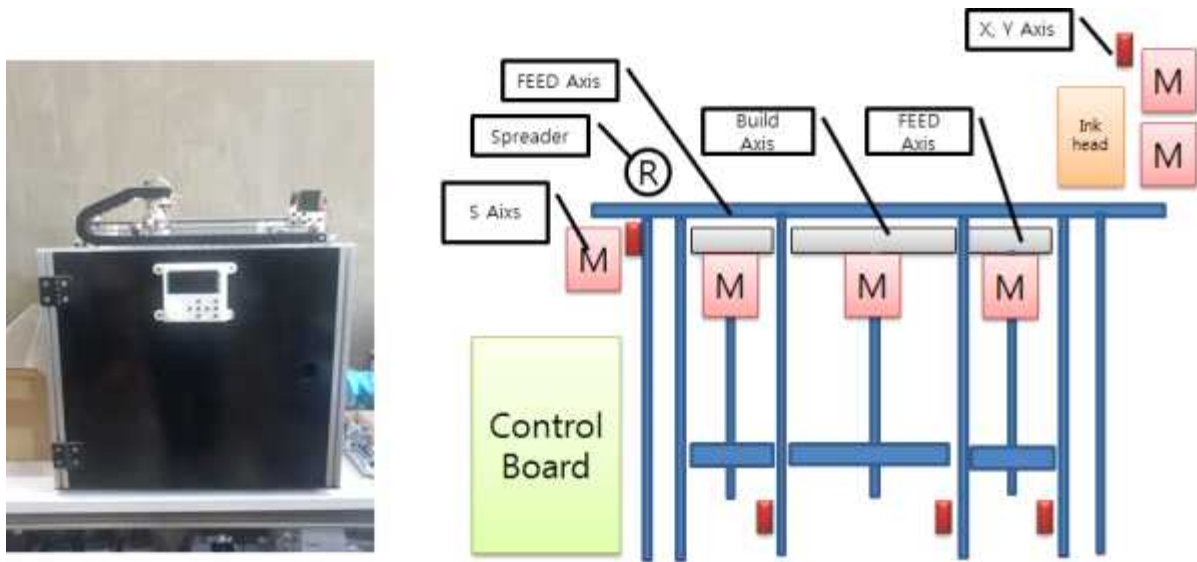 X, Y Axis
M
FEED Axis
Build
Axis
FEED
Axis
Ink
head
M
Spreader
R
S Aixs
M
M
M
M
Control
Board